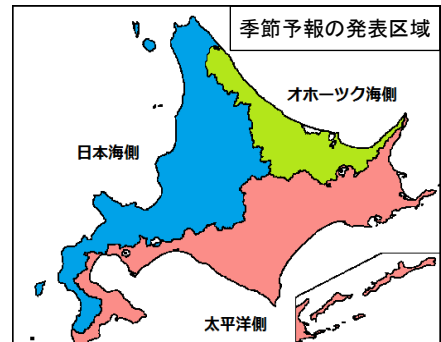 季節予報の発表区域
オホーツク海側
日本海側
太平洋側